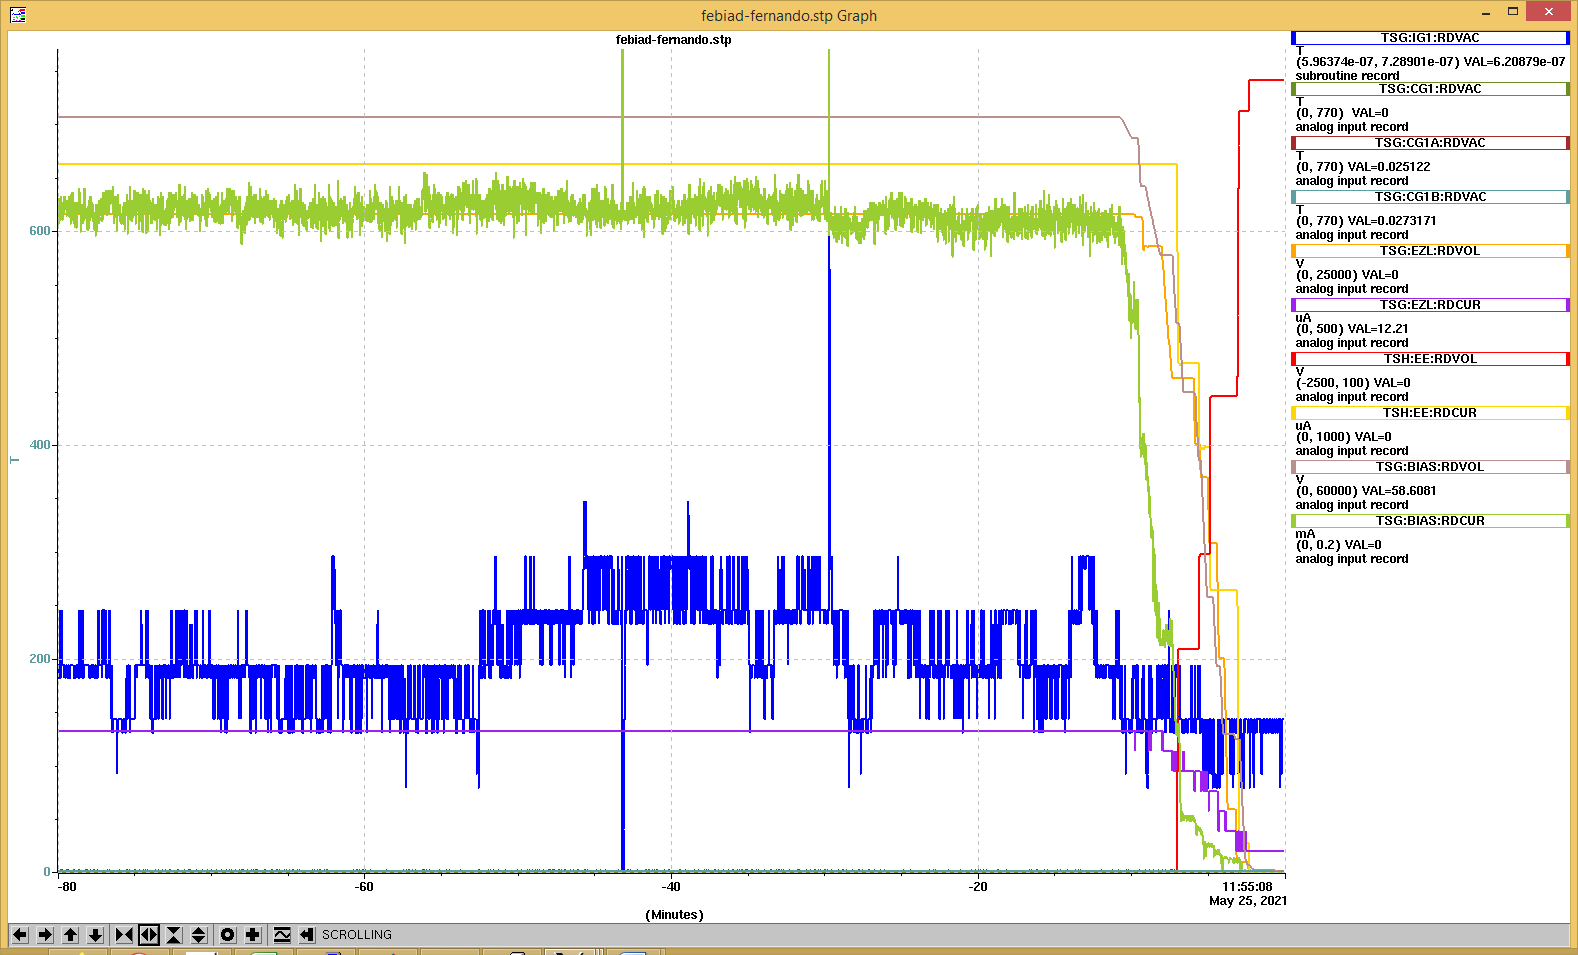 febiad-fernando.stp Graph
febiad-fernando.stp
TSG:IG1:RDVAC
T
(5.96374e-07, 7.28901e-07) VAL=6.20879e-07
subroutine record
TSG:CG1:RDVAC
T
(0, 770) VAL=0
analog input record
TSG:CG1A:RDVAC
T
(0, 770) VAL=0.025122
analog input record
TSG:CG1B:RDVAC
T
(0, 770) VAL=0.0273171
analog input record
TSG:EZL:RDVOL
V
(0, 25000) VAL=0
analog input record
TSG:EZL:RDCUR
uA
(0, 500) VAL=12.21
analog input record
TSH:EE:RDVOL
V
(-2500, 100) VAL=0
analog input record
TSH:EE:RDCUR
uA
(0, 1000) VAL=0
analog input record
TSG:BIAS:RDVOL
V
(0, 60000) VAL=58.6081
analog input record
TSG:BIAS:RDCUR
mA
(0, 0.2) VAL=0
analog input record
600
400
T
200
0
-80
-60
-40
-20
11:55:08
May 25, 2021
(Minutes)
SCROLLING